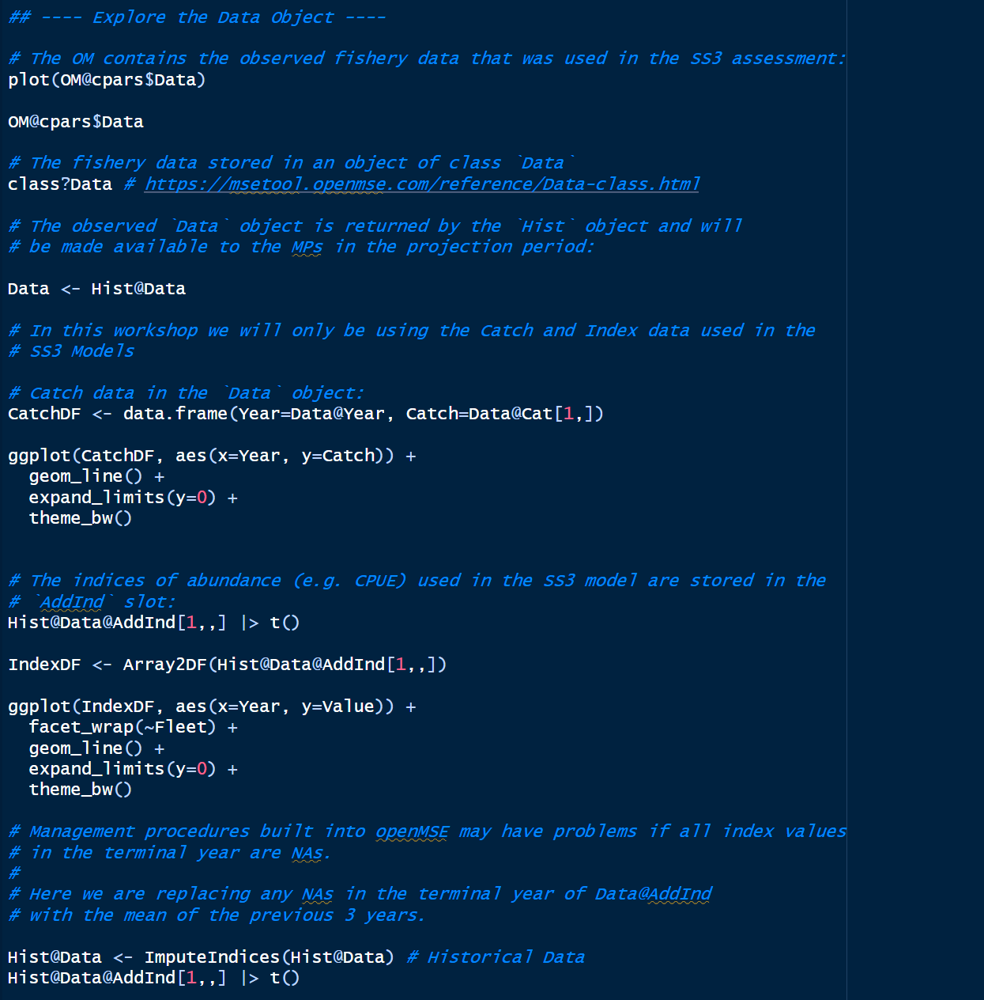 ## ---- Explore the Data Object ----
# The OM contains the observed fishery data that was used in the SS3 assessment:
plot(OM@cpars$Data)
OM@cpars$Data
# The fishery data stored in an object of class `Data`
class?Data # https://msetool.openmse.com/reference/Data-class.html
# The observed `Data` object is returned by the `Hist` object and will
# be made available to the MPs in the projection period:
Data <- Hist@Data
# In this workshop we will only be using the Catch and Index data used in the
# SS3 Models
# Catch data in the `Data` object:
CatchDF <- data.frame(Year=Data@Year, Catch=Data@Cat[1,])
ggplot(CatchDF, aes(x=Year, y=Catch)) +
  geom_line() +
  expand_limits(y=0) +
  theme_bw()
# The indices of abundance (e.g. CPUE) used in the SS3 model are stored in the
# `AddInd` slot:
Hist@Data@AddInd[1,,] |> t()
IndexDF <- Array2DF(Hist@Data@AddInd[1,,])
ggplot(IndexDF, aes(x=Year, y=Value)) +
  facet_wrap(~Fleet) +
  geom_line() +
  expand_limits(y=0) +
  theme_bw()
# Management procedures built into openMSE may have problems if all index values
# in the terminal year are NAs.
#
# Here we are replacing any NAs in the terminal year of Data@AddInd
# with the mean of the previous 3 years.
Hist@Data <- ImputeIndices(Hist@Data) # Historical Data
Hist@Data@AddInd[1,,] |> t()